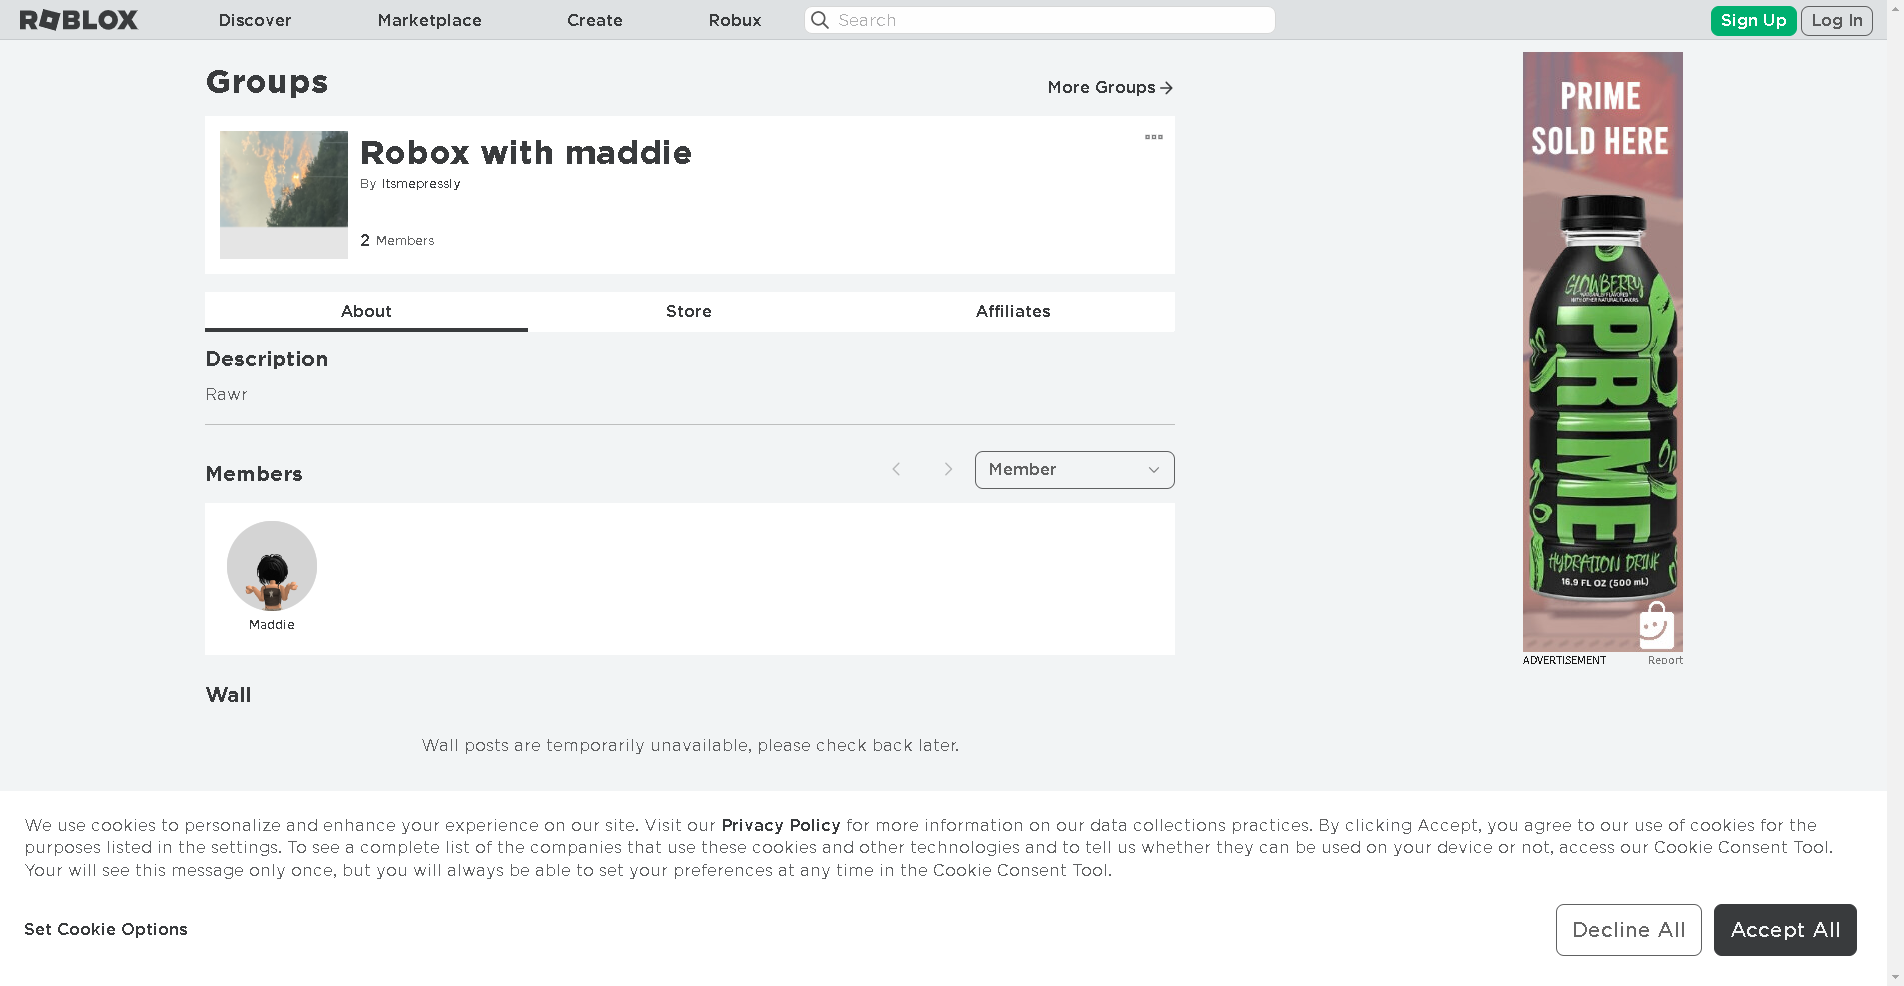 ROBLOX
Discover
Marketplace
Create
Robux
Search
Sign Up
Log In
Groups
More Groups
Robox with maddie
By Itsmepressly
2 Members
About
Store
Affiliates
Description
Rawr
Members
Member
Maddie
Wall
Wall posts are temporarily unavailable, please check back later.
PRIME
SOLD HERE
GLOWBERRY
NATURALLY FLAVORED
WITH OTHER NATURAL FLAVORS
PRIME
HYDRATION DRINK
16.9 FL OZ (500 mL)
ADVERTISEMENT
Report
We use cookies to personalize and enhance your experience on our site. Visit our Privacy Policy for more information on our data collections practices. By clicking Accept, you agree to our use of cookies for the
purposes listed in the settings. To see a complete list of the companies that use these cookies and other technologies and to tell us whether they can be used on your device or not, access our Cookie Consent Tool.
Your will see this message only once, but you will always be able to set your preferences at any time in the Cookie Consent Tool.
Set Cookie Options
Decline All
Accept All